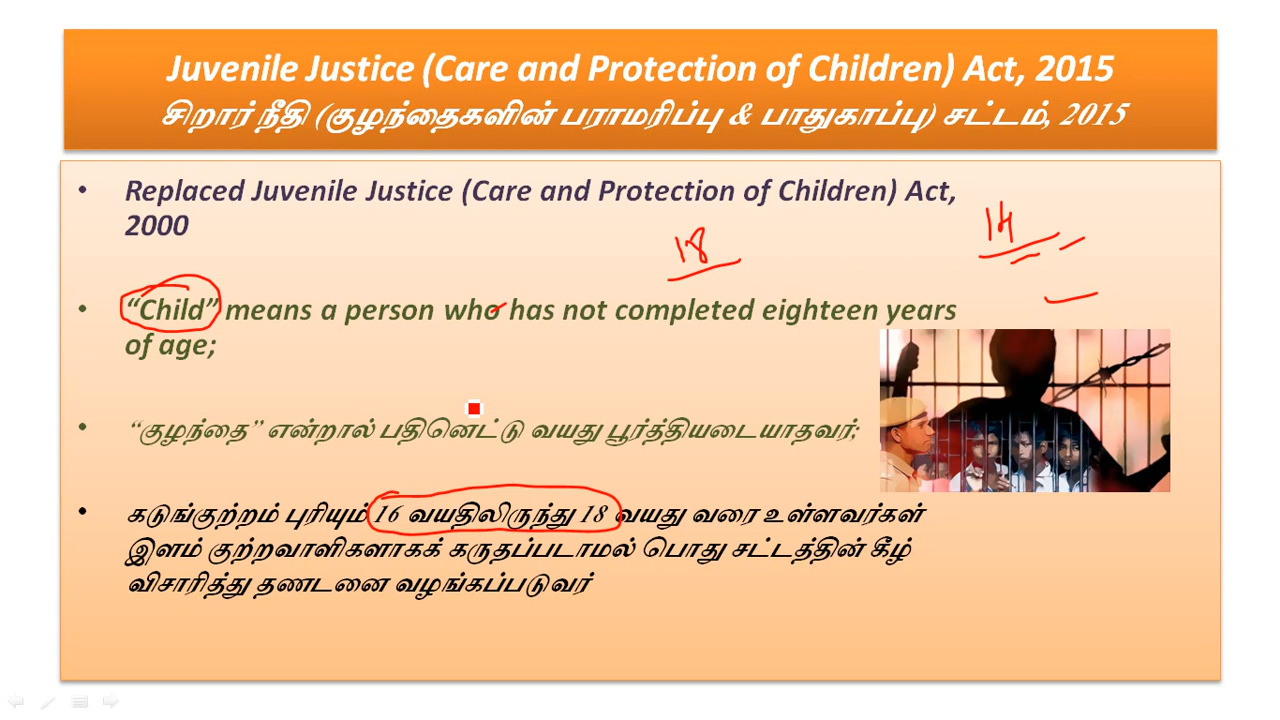 Juvenile Justice (Care and Protection of Children) Act, 2015
சிறார் நீதி (குழந்தைகளின் பராமரிப்பு & பாதுகாப்பு) சட்டம், 2015
• Replaced Juvenile Justice (Care and Protection of Children) Act,
2000
18
14
• “Child” means a person who has not completed eighteen years
of age;
• “குழந்தை” என்றால் பதினெட்டு வயது பூர்த்தியடையாதவர்;
• கடுங்குற்றம் புரியும் 16 வயதிலிருந்து 18 வயது வரை உள்ளவர்கள்
இளம் குற்றவாளிகளாகக் கருதப்படாமல் பொது சட்டத்தின் கீழ்
விசாரித்து தணடனை வழங்கப்படுவர்